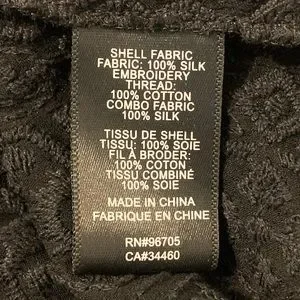 SHELL FABRIC
FABRIC: 100% SILK
EMBROIDERY
THREAD:
100% COTTON
COMBO FABRIC
100% SILK
TISSU DE SHELL
TISSU: 100% SOIE
FIL À BRODER:
100% COTON
TISSU COMBINÉ
100% SOIE
MADE IN CHINA
FABRIQUE EN CHINE
RN#96705
CA#34460